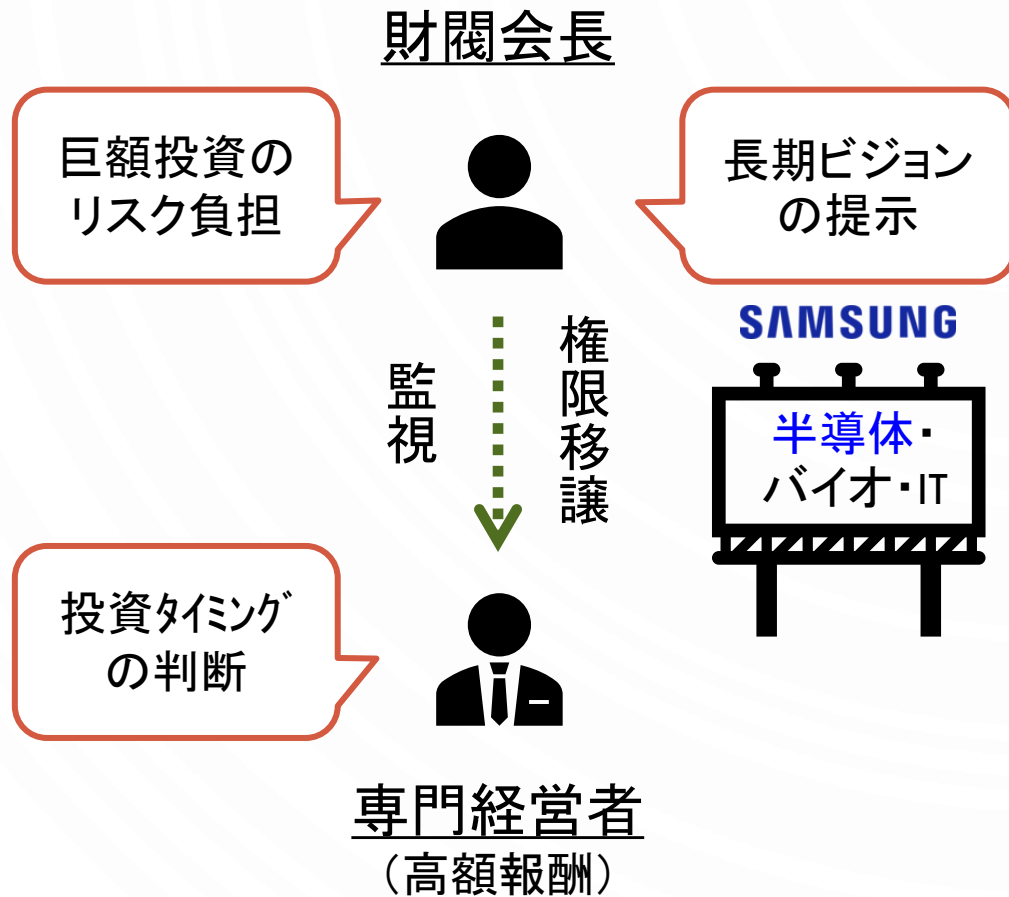 財閥会長
巨額投資の
リスク負担
長期ビジョン
の提示
SAMSUNG
監視
権限移譲
半導体・
バイオ・IT
投資ﾀｲﾐﾝｸﾞ
の判断
専門経営者
（高額報酬）